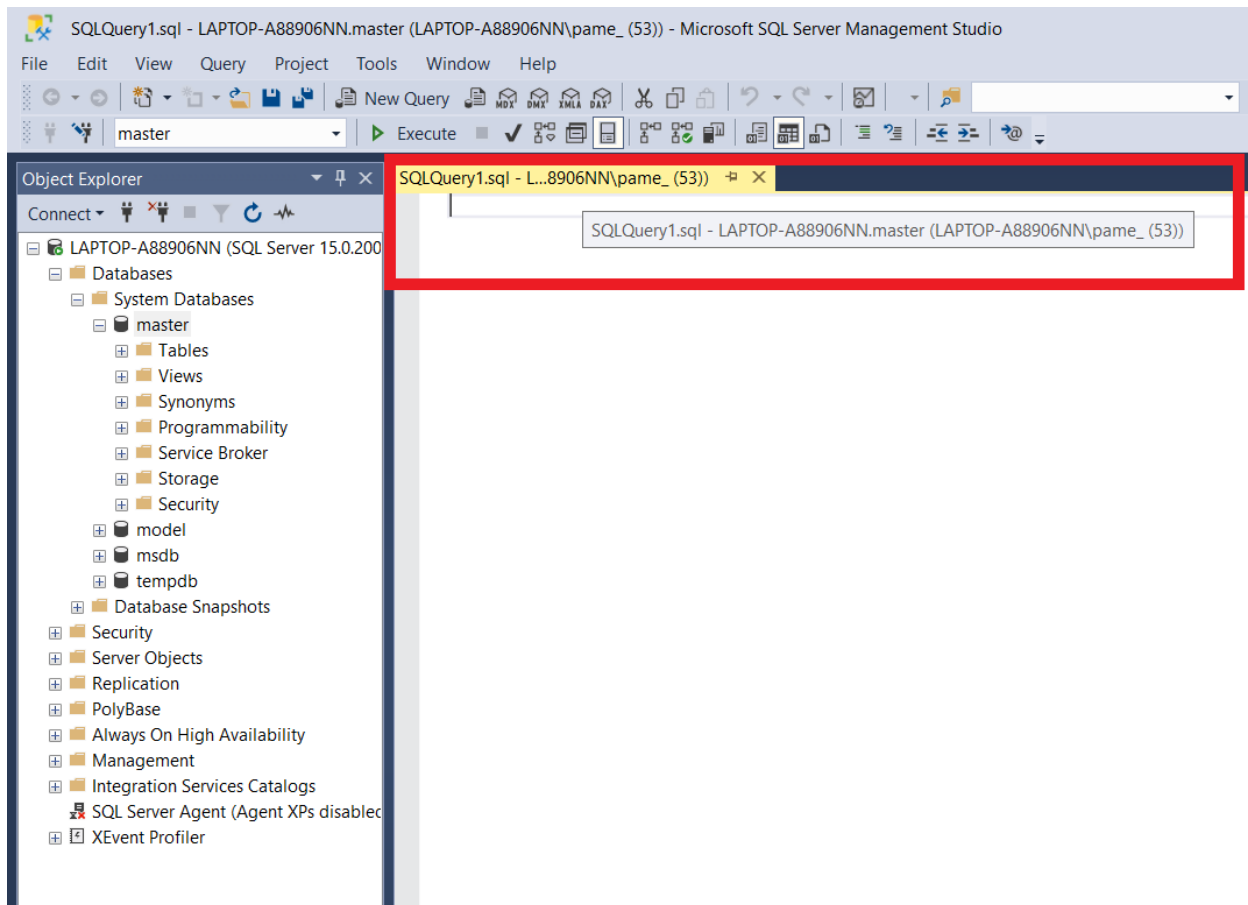 SQLQuery1.sql - LAPTOP-A88906NN.master (LAPTOP-A88906NN\pame_ (53)) - Microsoft SQL Server Management Studio
File Edit View Query Project Tools Window Help
New Query MDX DMX XMLA DAX
master Execute
Object Explorer
SQLQuery1.sql - L...8906NN\pame_ (53))
Connect
SQLQuery1.sql - LAPTOP-A88906NN.master (LAPTOP-A88906NN\pame_ (53))
LAPTOP-A88906NN (SQL Server 15.0.200
Databases
System Databases
master
Tables
Views
Synonyms
Programmability
Service Broker
Storage
Security
model
msdb
tempdb
Database Snapshots
Security
Server Objects
Replication
PolyBase
Always On High Availability
Management
Integration Services Catalogs
SQL Server Agent (Agent XPs disabled
XEvent Profiler